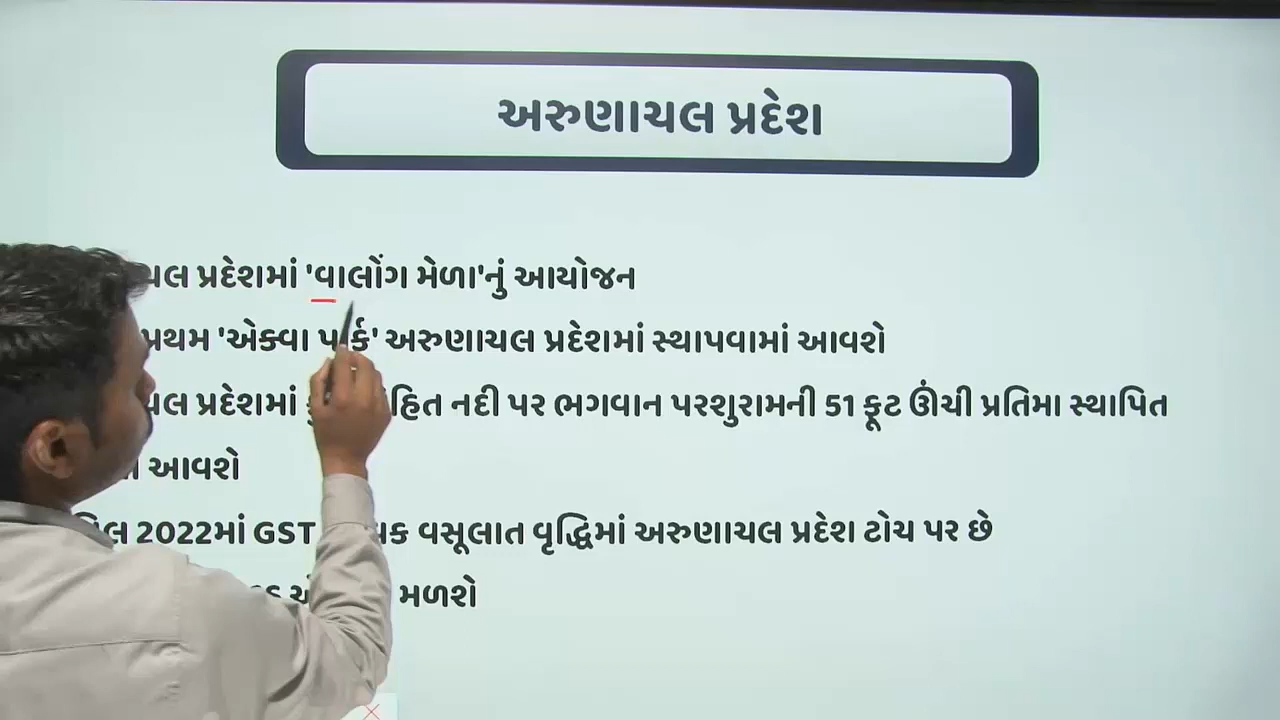 અરુણાચલ પ્રદેશ
પ્રદેશમાં 'વાલોંગ મેળા'નું આયોજન
પ્રથમ 'એક્વા પાર્ક' અરુણાચલ પ્રદેશમાં સ્થાપવામાં આવશે
પ્રદેશમાં નદી પર ભગવાન પરશુરામની 51 ફૂટ ઊંચી પ્રતિમા સ્થાપિત
આવશે
2022માં GST વસૂલાત વૃદ્ધિમાં અરુણાચલ પ્રદેશ ટોચ પર છે
મળશે